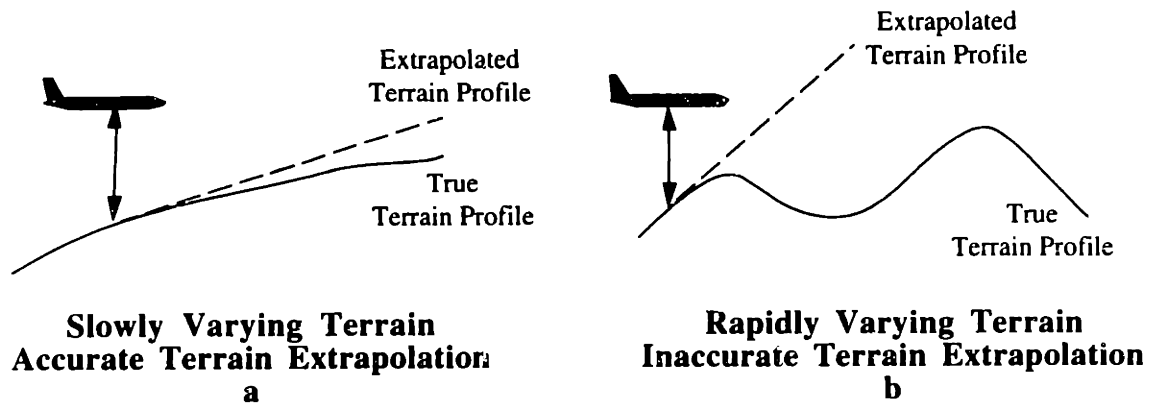 Extrapolated
Terrain Profile
True
Terrain Profile
Slowly Varying Terrain
Accurate Terrain Extrapolation
a
Extrapolated
Terrain Profile
True
Terrain Profile
Rapidly Varying Terrain
Inaccurate Terrain Extrapolation
b